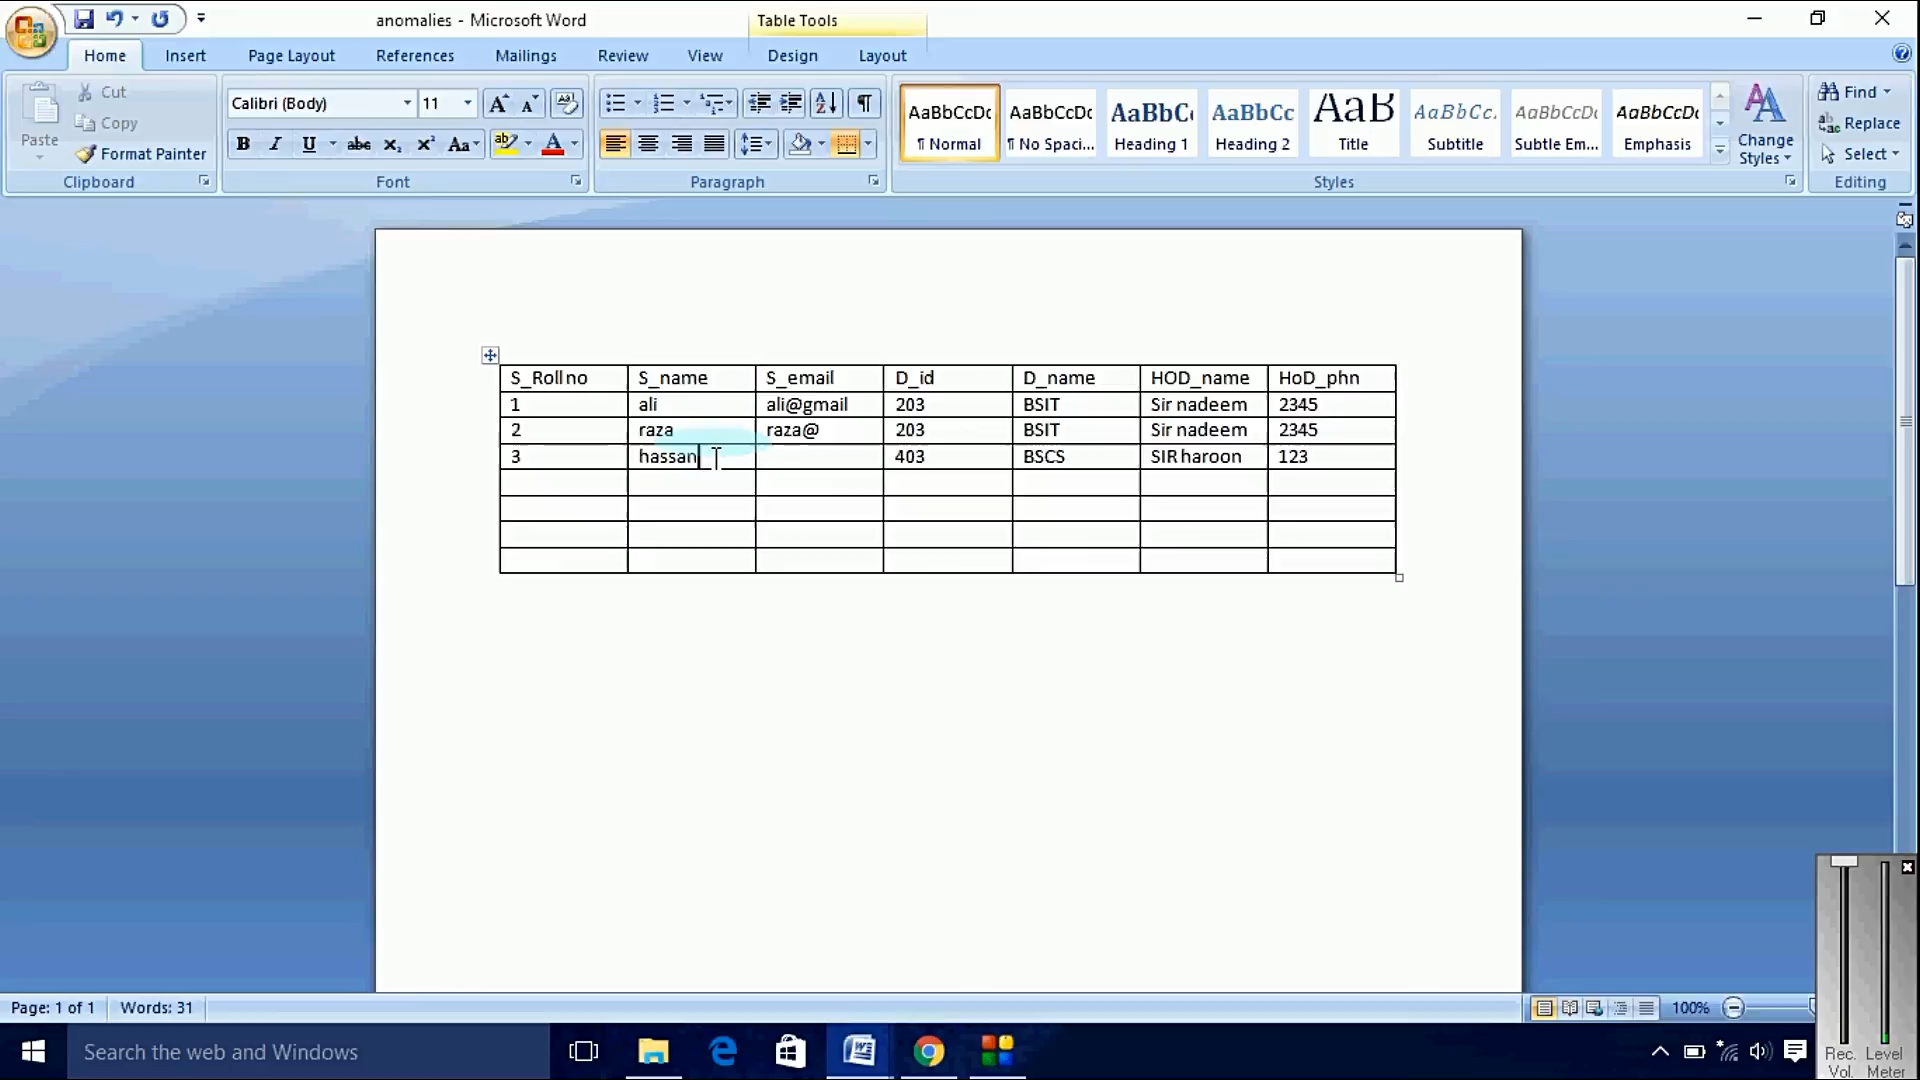 anomalies - Microsoft Word
Table Tools
Home Insert Page Layout References Mailings Review View Design Layout
Paste
Cut
Copy
Format Painter
Clipboard
Calibri (Body) 11
Font
Paragraph
AaBbCcDc AaBbCcDc AaBbC AaBbCc AaB AaBbCc. AaBbCcDc AaBbCcDc
¶ Normal ¶ No Spaci... Heading 1 Heading 2 Title Subtitle Subtle Em... Emphasis
Change
Styles
Styles
Find
Replace
Select
Editing
S_Roll no S_name S_email D_id D_name HOD_name HoD_phn
1 ali ali@gmail 203 BSIT Sir nadeem 2345
2 raza raza@ 203 BSIT Sir nadeem 2345
3 hassan 403 BSCS SIR haroon 123
Page: 1 of 1 Words: 31 100%
Search the web and Windows
Rec. Level
Vol. Meter